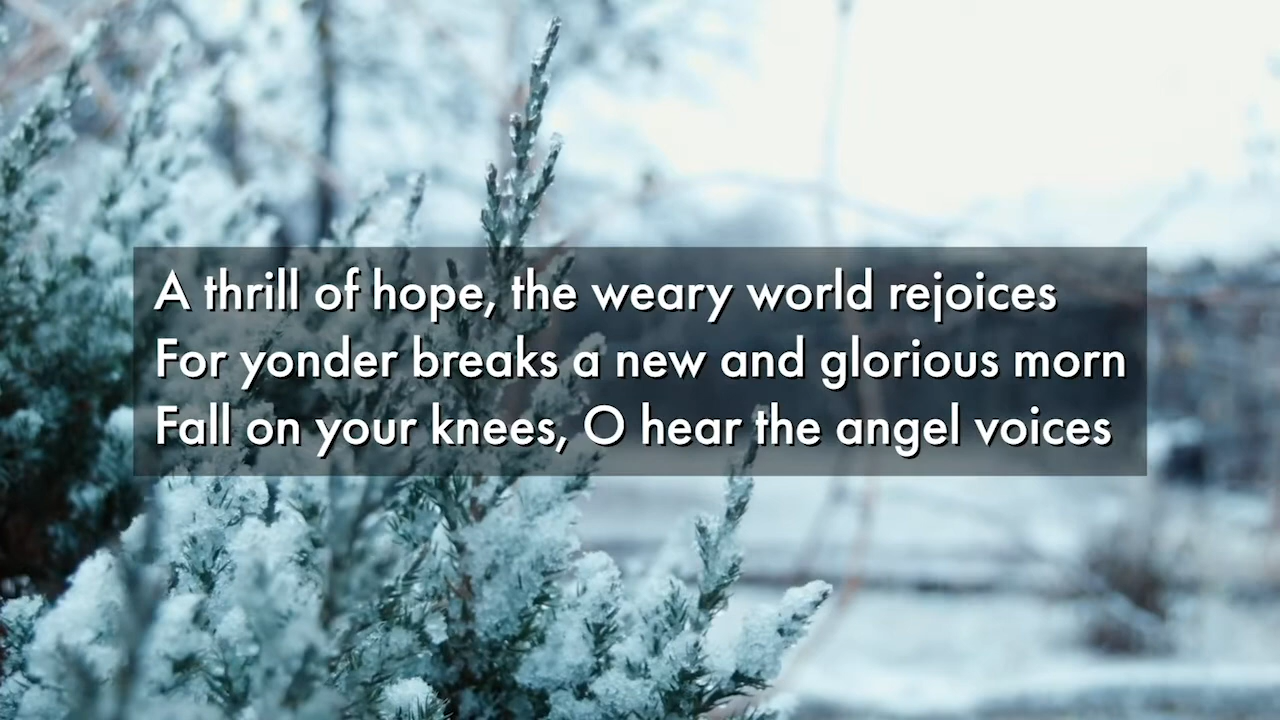 A thrill of hope, the weary world rejoices
For yonder breaks a new and glorious morn
Fall on your knees, O hear the angel voices